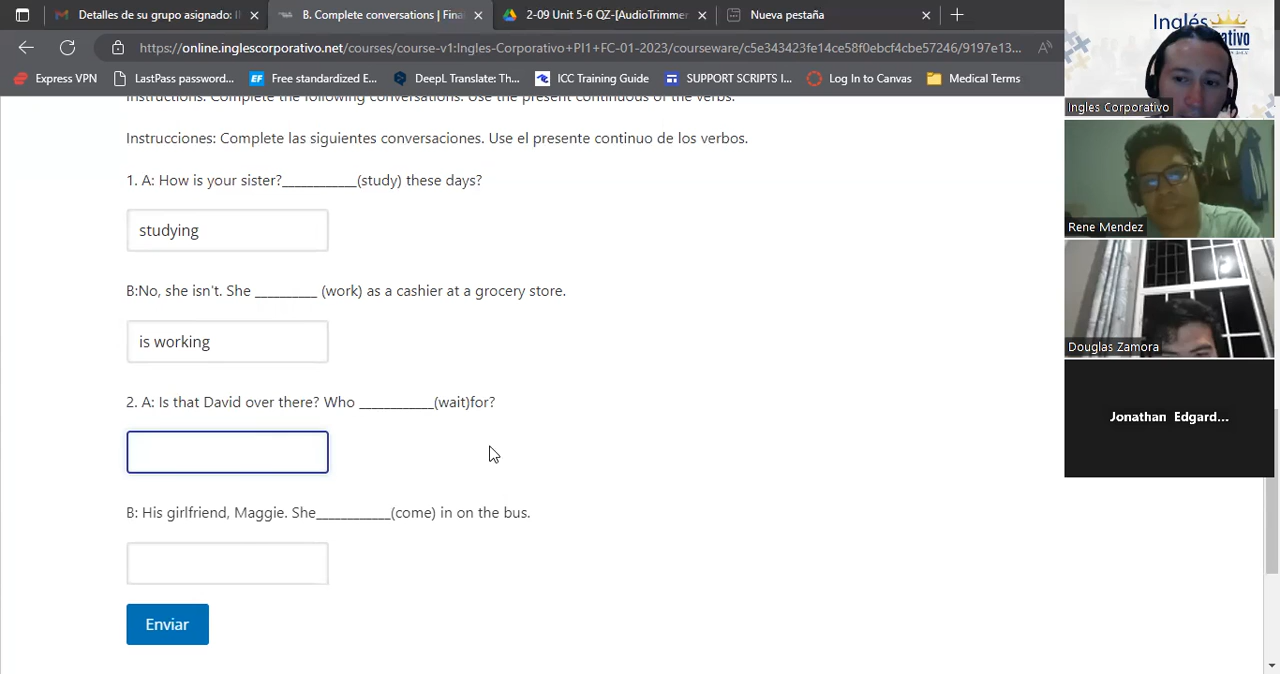 Detalles de su grupo asignado: I
B. Complete conversations | Fina
2-09 Unit 5-6 QZ-[AudioTrimmer
Nueva pestaña
https://online.inglescorporativo.net/courses/course-v1:Ingles-Corporativo+PI1+FC-01-2023/courseware/c5e343423fe14ce58f0ebcf4cbe57246/9197e13...
Express VPN
LastPass password...
EF
Free standardized E...
DeepL Translate: Th...
ICC Training Guide
SUPPORT SCRIPTS I...
Log In to Canvas
Medical Terms
Inglés
Ingles Corporativo
Rene Mendez
Douglas Zamora
Jonathan Edgard...
Instructions: Complete the following conversations. Use the present continuous of the verbs.
Instrucciones: Complete las siguientes conversaciones. Use el presente continuo de los verbos.
1. A: How is your sister?____________(study) these days?
studying
B:No, she isn't. She __________ (work) as a cashier at a grocery store.
is working
2. A: Is that David over there? Who ____________(wait)for?
B: His girlfriend, Maggie. She____________(come) in on the bus.
Enviar